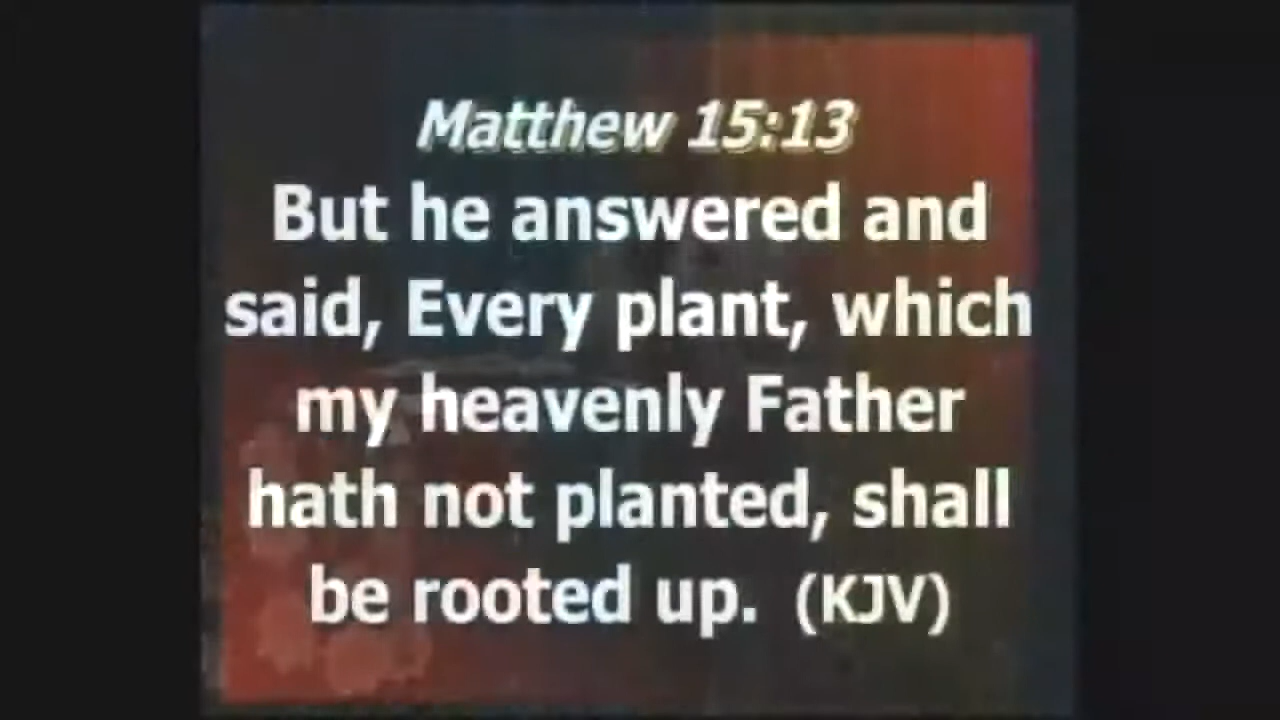 Matthew 15:13
But he answered and
said, Every plant, which
my heavenly Father
hath not planted, shall
be rooted up. (KJV)